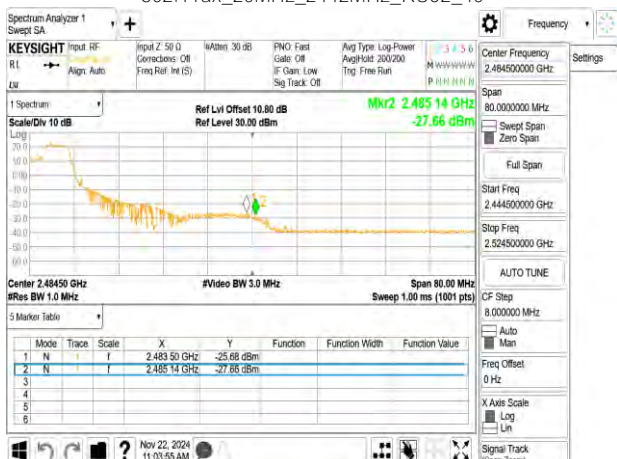 Spectrum Analyzer 1
Swept SA
+
Frequency
Settings
KEYSIGHT
Input: RF
Align: Auto
Input Z: 50 Ω
Corrections: Off
Freq Ref: Int (S)
#Atten: 30 dB
PNO: Fast
Gate: Off
IF Gain: Low
Sig Track: Off
Avg Type: Log-Power
Avg|Hold: 200/200
Trig: Free Run
3 4 5 6
M W W W W W
P N N N N N
Center Frequency
2.484500000 GHz
Span
80.0000000 MHz
Swept Span
Zero Span
Full Span
Start Freq
2.444500000 GHz
Stop Freq
2.524500000 GHz
AUTO TUNE
CF Step
8.000000 MHz
Auto
Man
Freq Offset
0 Hz
X Axis Scale
Log
Lin
Signal Track
1 Spectrum
Scale/Div 10 dB
Ref Lvl Offset 10.80 dB
Ref Level 30.00 dBm
Mkr2 2.485 14 GHz
-27.66 dBm
Log
Center 2.48450 GHz
#Res BW 1.0 MHz
#Video BW 3.0 MHz
Span 80.00 MHz
Sweep 1.00 ms (1001 pts)
5 Marker Table
Mode Trace Scale X Y Function Function Width Function Value
1 N 1 f 2.483 50 GHz -25.68 dBm
2 N 1 f 2.485 14 GHz -27.66 dBm
3
4
5
6
?
Nov 22, 2024
11:03:55 AM